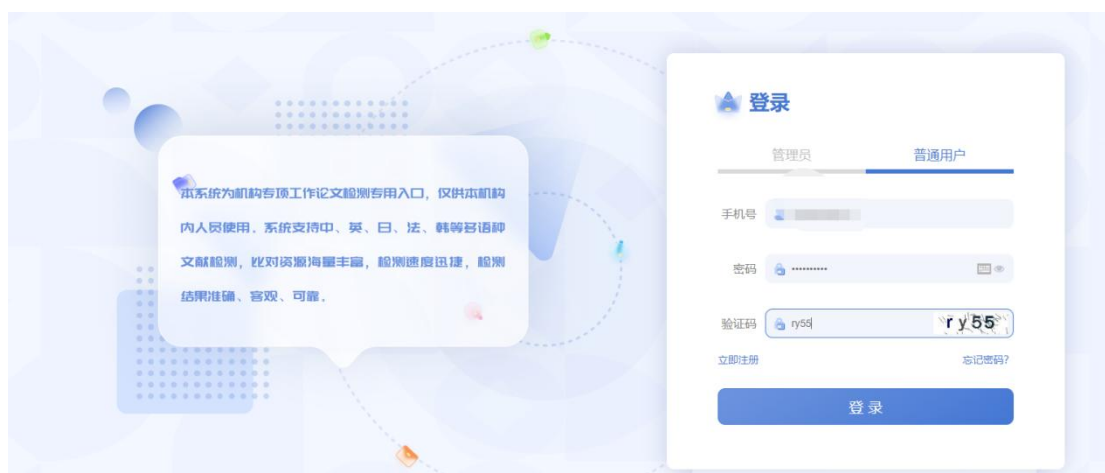 本系统为机构专项工作论文检测专用入口，仅供本机构
内人员使用。系统支持中、英、日、法、韩等多语种
文献检测，比对资源海量丰富，检测速度迅捷，检测
结果准确、客观、可靠。
登录
管理员 普通用户
手机号
密码 ··········
验证码 ry55 ry55
立即注册 忘记密码?
登 录